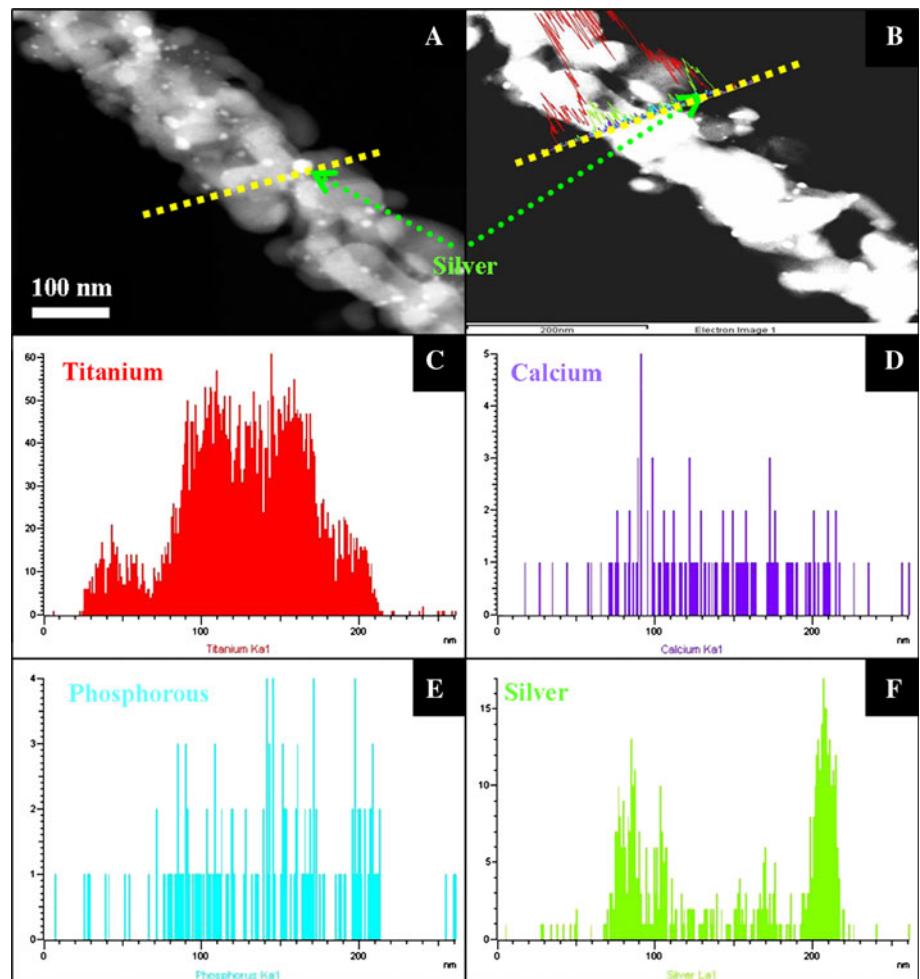 A
B
Silver
100 nm
200nm
Electron Image 1
Titanium
C
60
50
40
30
20
10
0
0
100
200
nm
Titanium Ka1
Calcium
D
5
4
3
2
1
0
0
100
200
nm
Calcium Ka1
Phosphorous
E
4
3
2
1
0
0
100
200
nm
Phosphorus Ka1
Silver
F
15
10
5
0
0
100
200
nm
Silver La1